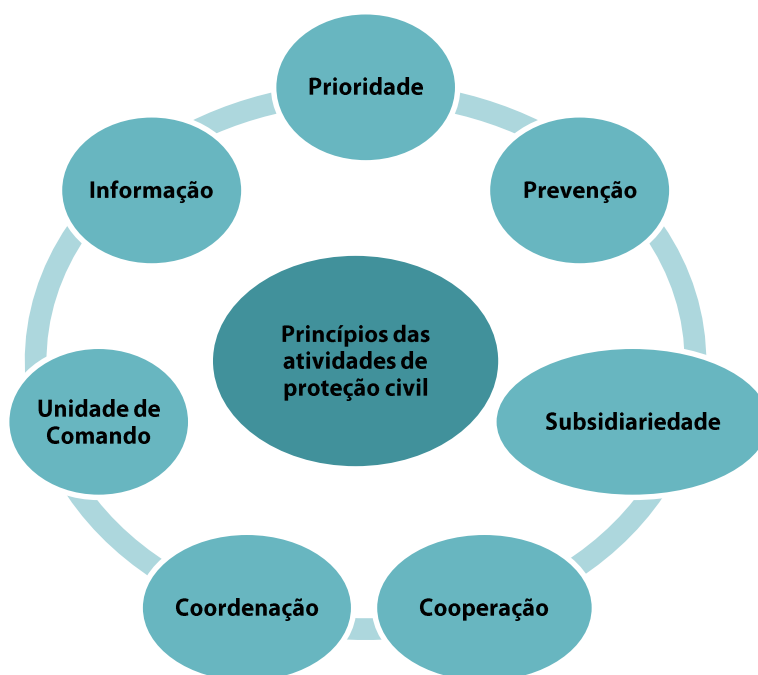 Prioridade
Prevenção
Subsidiariedade
Cooperação
Coordenação
Unidade de
Comando
Informação
Princípios das
atividades de
proteção civil